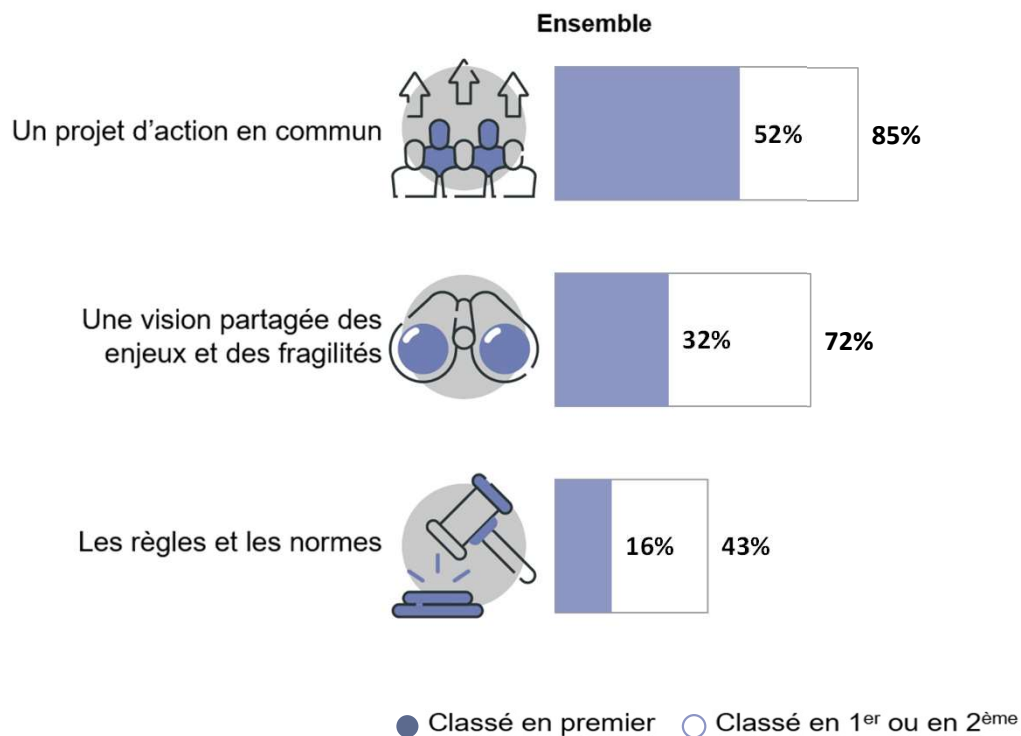 Ensemble
Un projet d’action en commun
52%
85%
Une vision partagée des
enjeux et des fragilités
32%
72%
Les règles et les normes
16%
43%
Classé en premier
Classé en 1er ou en 2ème